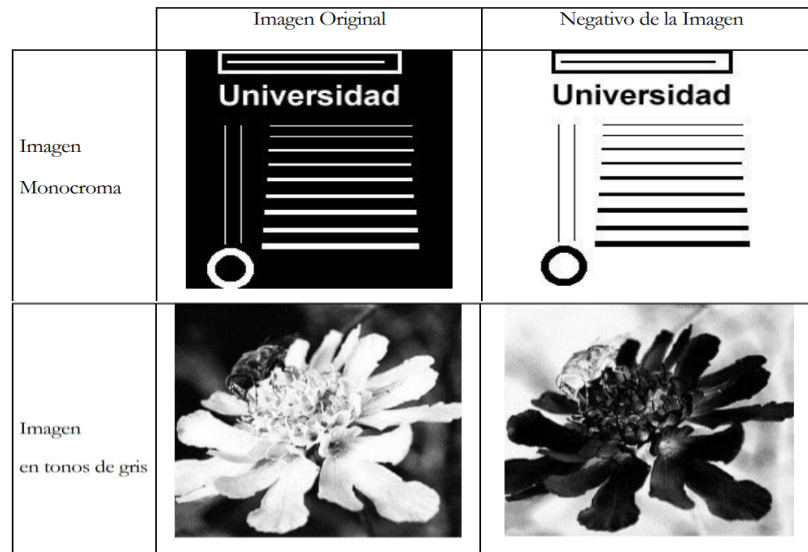 Imagen Original
Negativo de la Imagen
Imagen
Monocroma
Universidad
Universidad
Imagen
en tonos de gris